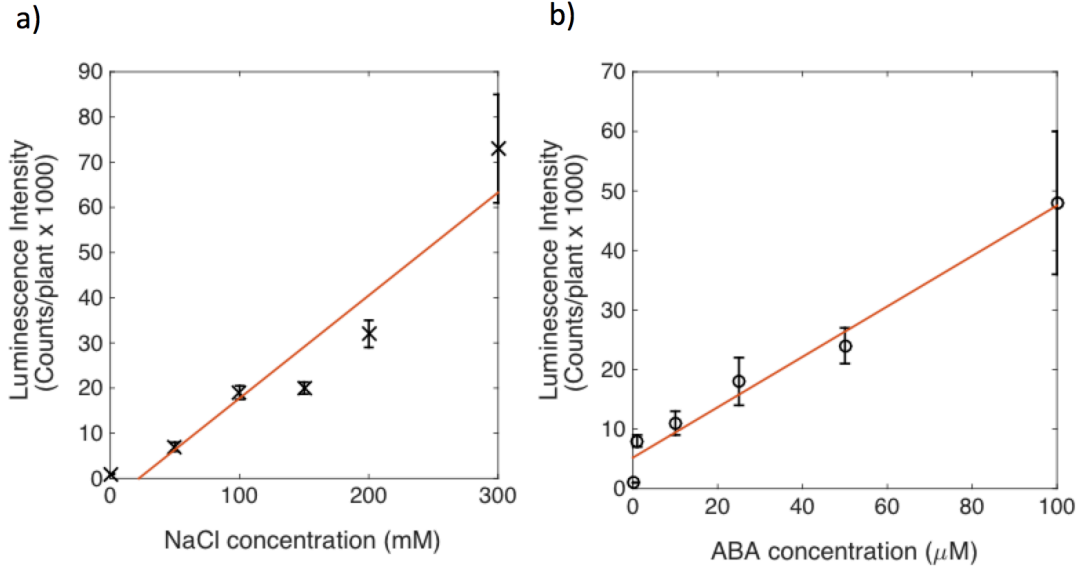 a)
b)
90
80
70
60
50
40
30
20
10
0
0 100 200 300
Luminescence Intensity
(Counts/plant x 1000)
NaCl concentration (mM)
70
60
50
40
30
20
10
0
0 20 40 60 80 100
Luminescence Intensity
(Counts/plant x 1000)
ABA concentration (μM)